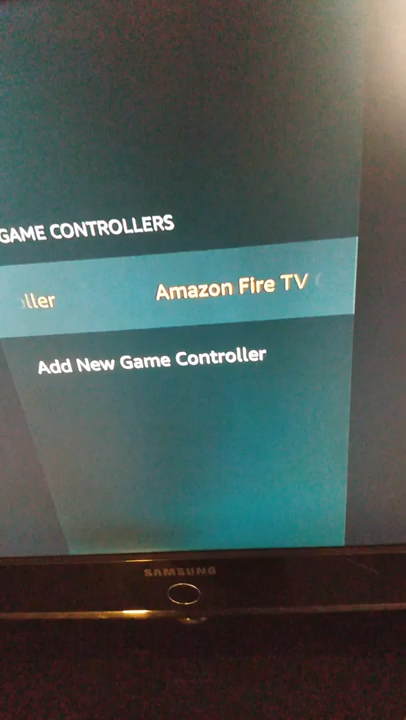 GAME CONTROLLERS
ller Amazon Fire TV
Add New Game Controller
SAMSUNG